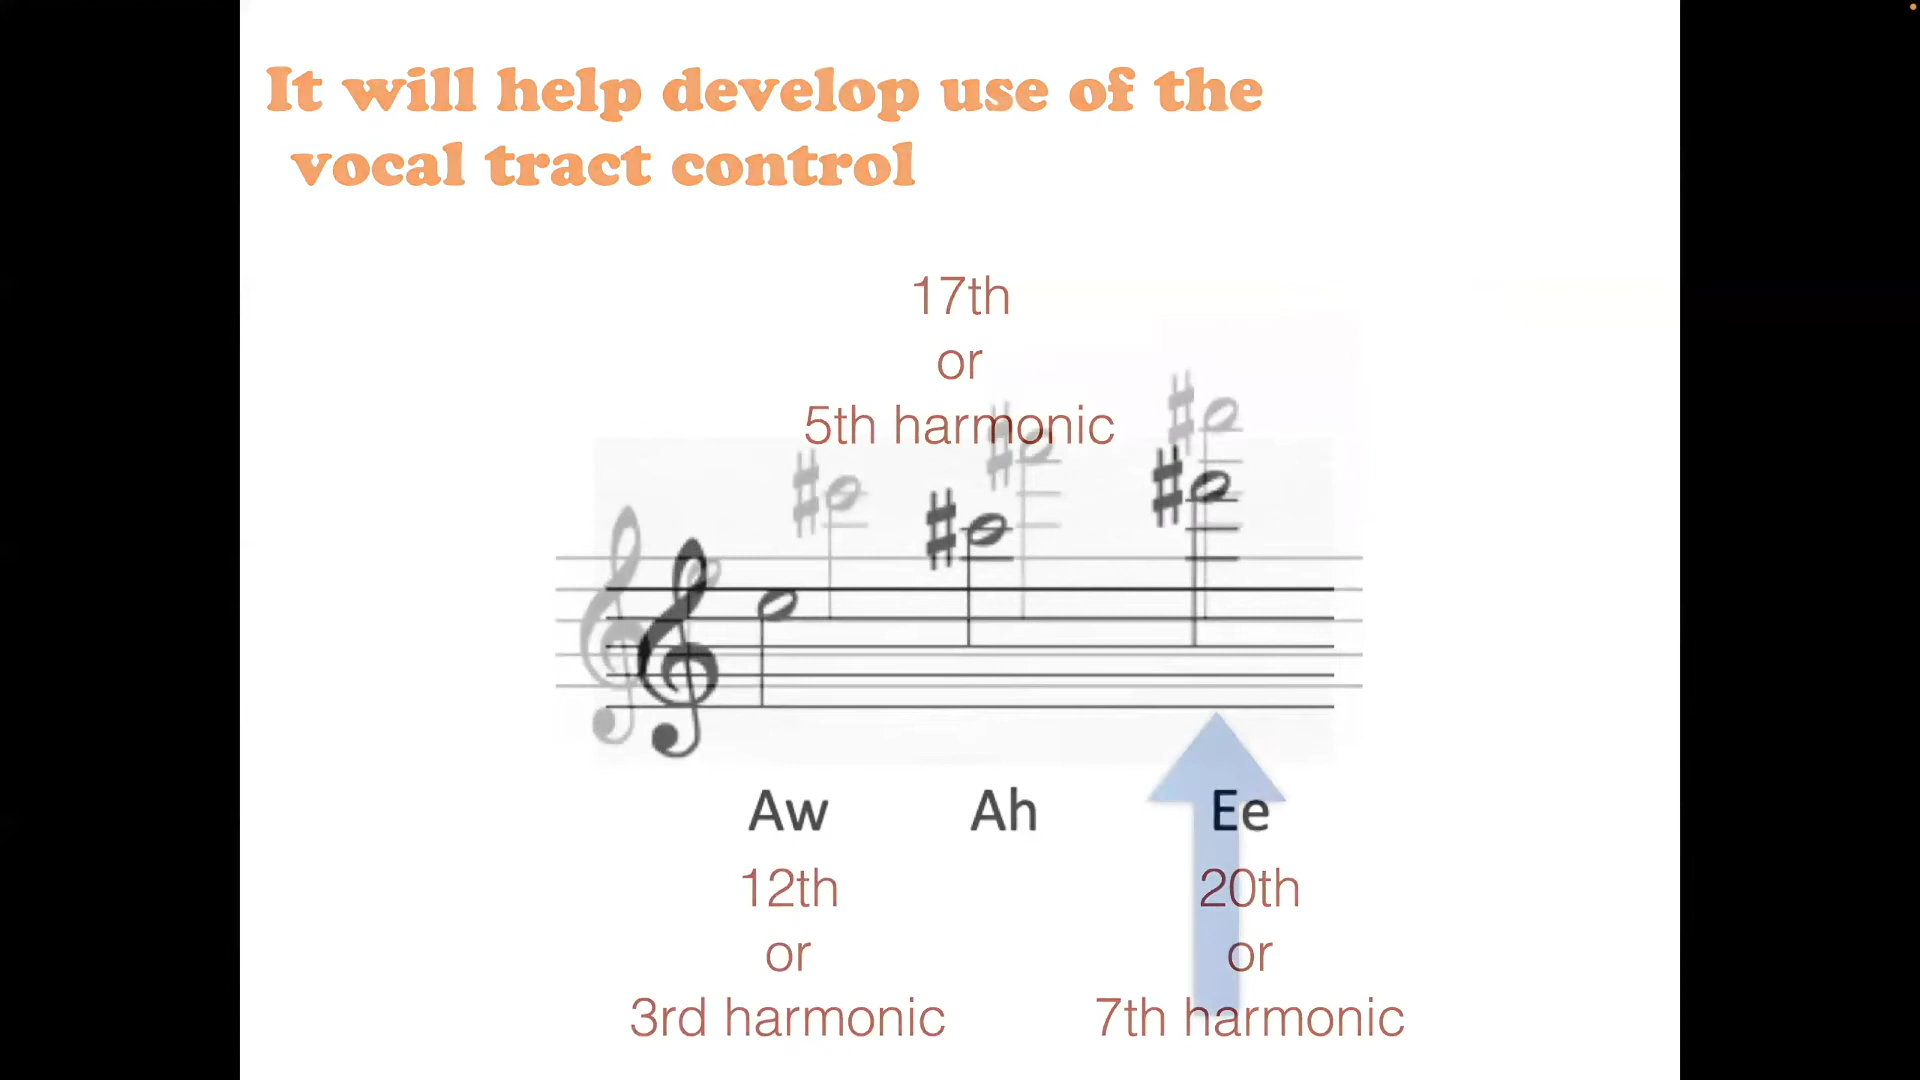 It will help develop use of the
vocal tract control
17th
or
5th harmonic
Aw Ah Ee
12th 20th
or or
3rd harmonic 7th harmonic